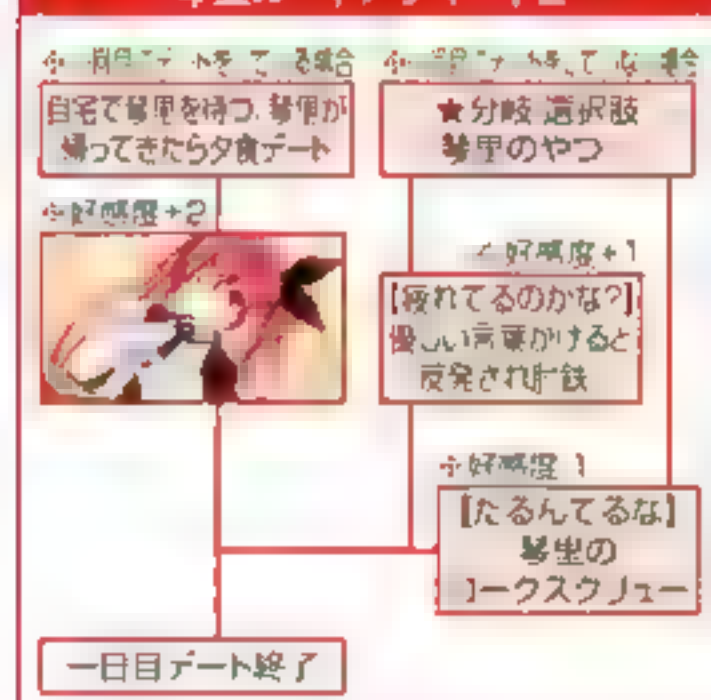 自宅で琴里を待つ、琴里が
帰ってきたら夕食デート
★分岐 選択肢
琴里のやつ
好感度+2
好感度+1
[疲れてるのかな?]
優しい言葉かけると
反発され肘鉄
好感度 1
[たるんでるな]
琴里の
コークスクリュー
一日目デート終了